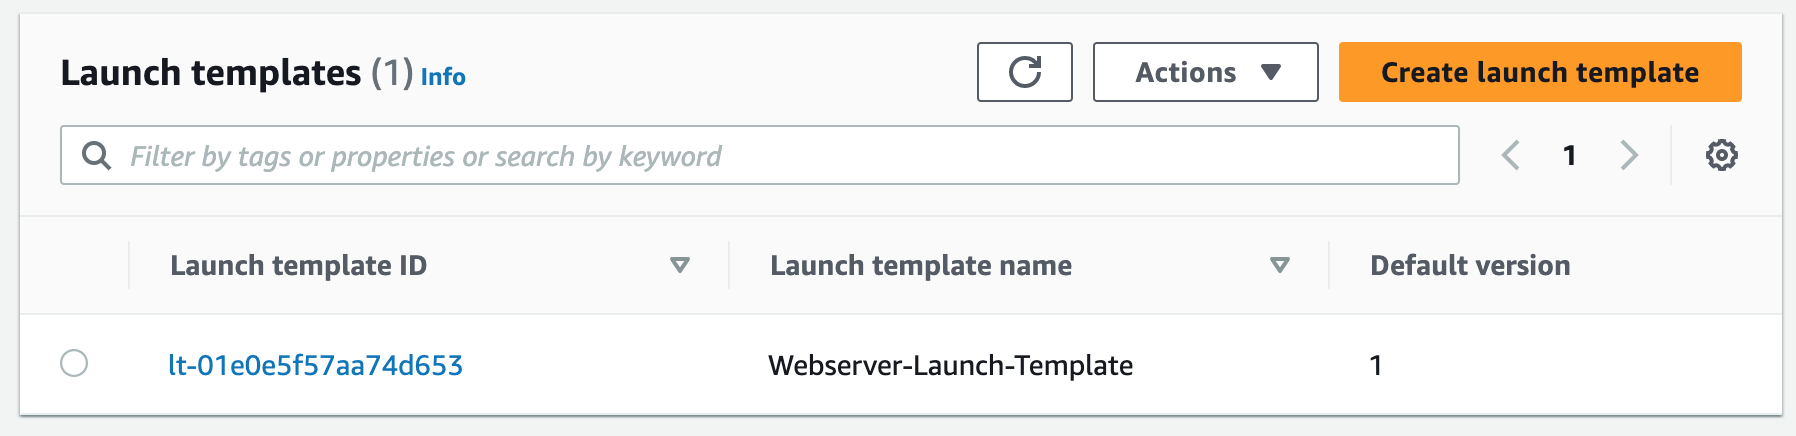 Launch templates (1) Info
Actions
Create launch template
Filter by tags or properties or search by keyword
1
Launch template ID
Launch template name
Default version
lt-01e0e5f57aa74d653
Webserver-Launch-Template
1